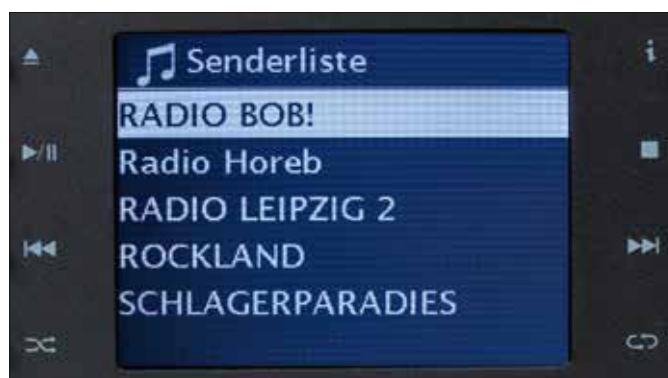 Senderliste
RADIO BOB!
Radio Horeb
RADIO LEIPZIG 2
ROCKLAND
SCHLAGERPARADIES